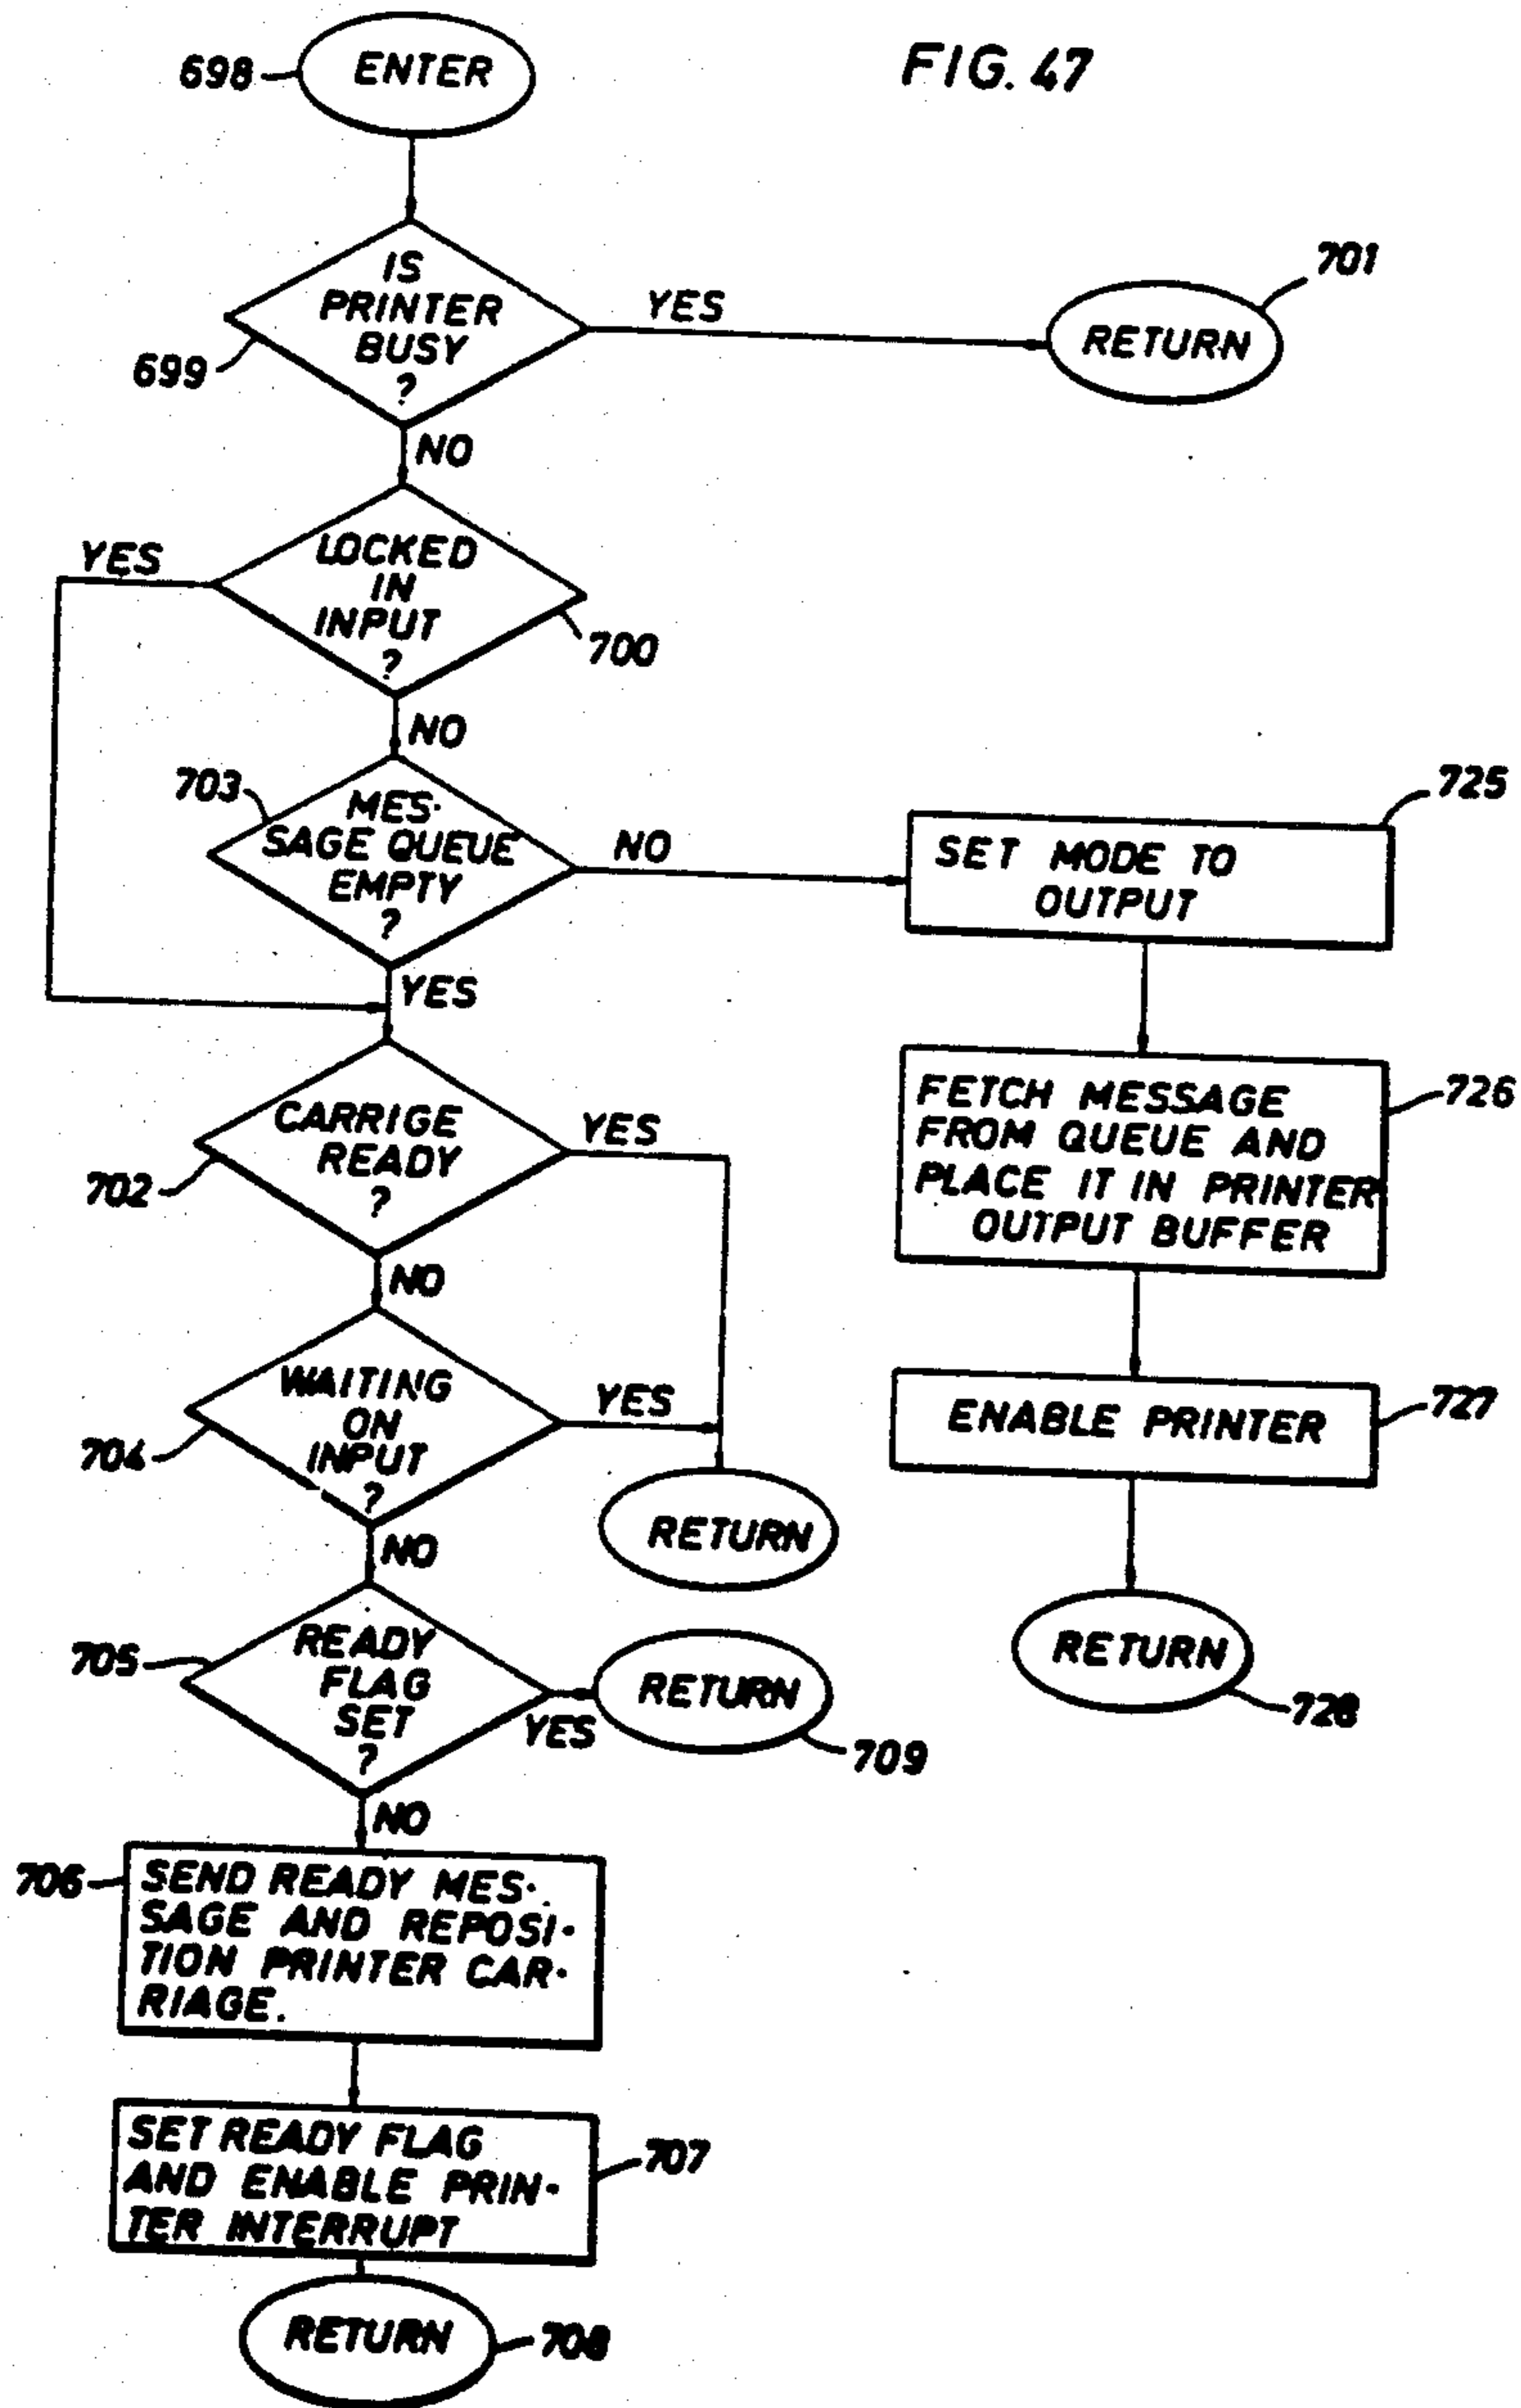 FIG. 47
698
ENTER
IS
PRINTER
BUSY
?
699
YES
701
RETURN
NO
YES
LOCKED
IN
INPUT
?
700
NO
703
MES-
SAGE QUEUE
EMPTY
?
NO
725
SET MODE TO
OUTPUT
YES
726
FETCH MESSAGE
FROM QUEUE AND
PLACE IT IN PRINTER
OUTPUT BUFFER
CARRIGE
READY
?
702
YES
NO
727
ENABLE PRINTER
WAITING
ON
INPUT
?
704
YES
RETURN
NO
RETURN
728
705
READY
FLAG
SET
?
YES
RETURN
709
NO
706
SEND READY MES-
SAGE AND REPOSI-
TION PRINTER CAR-
RIAGE.
SET READY FLAG
AND ENABLE PRIN-
TER INTERRUPT
707
RETURN
708